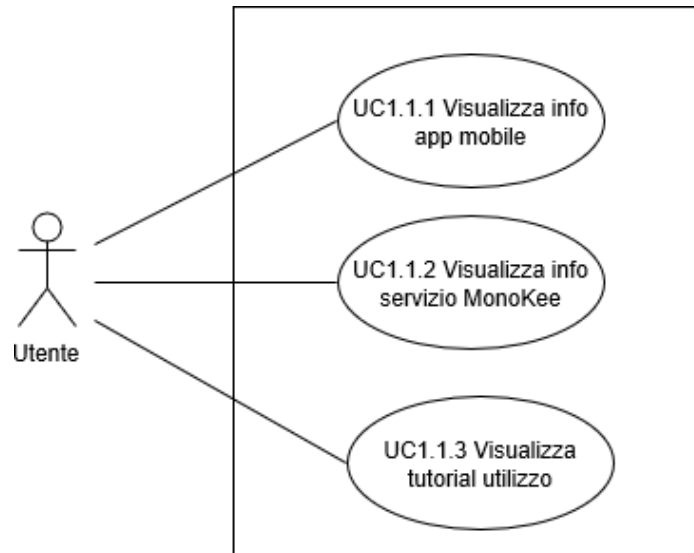 UC1.1.1 Visualizza info
app mobile
UC1.1.2 Visualizza info
servizio MonoKee
Utente
UC1.1.3 Visualizza
tutorial utilizzo